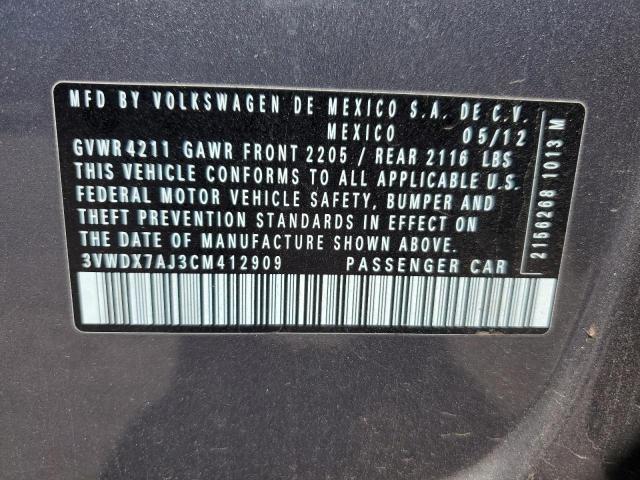 MFD BY VOLKSWAGEN DE MEXICO S.A. DE C.V.
MEXICO 05/12
GVWR 4211 GAWR FRONT 2205 / REAR 2116 LBS
THIS VEHICLE CONFORMS TO ALL APPLICABLE U.S.
FEDERAL MOTOR VEHICLE SAFETY, BUMPER AND
THEFT PREVENTION STANDARDS IN EFFECT ON
THE DATE OF MANUFACTURE SHOWN ABOVE.
3VWDX7AJ3CM412909 PASSENGER CAR
2156268 1013 M